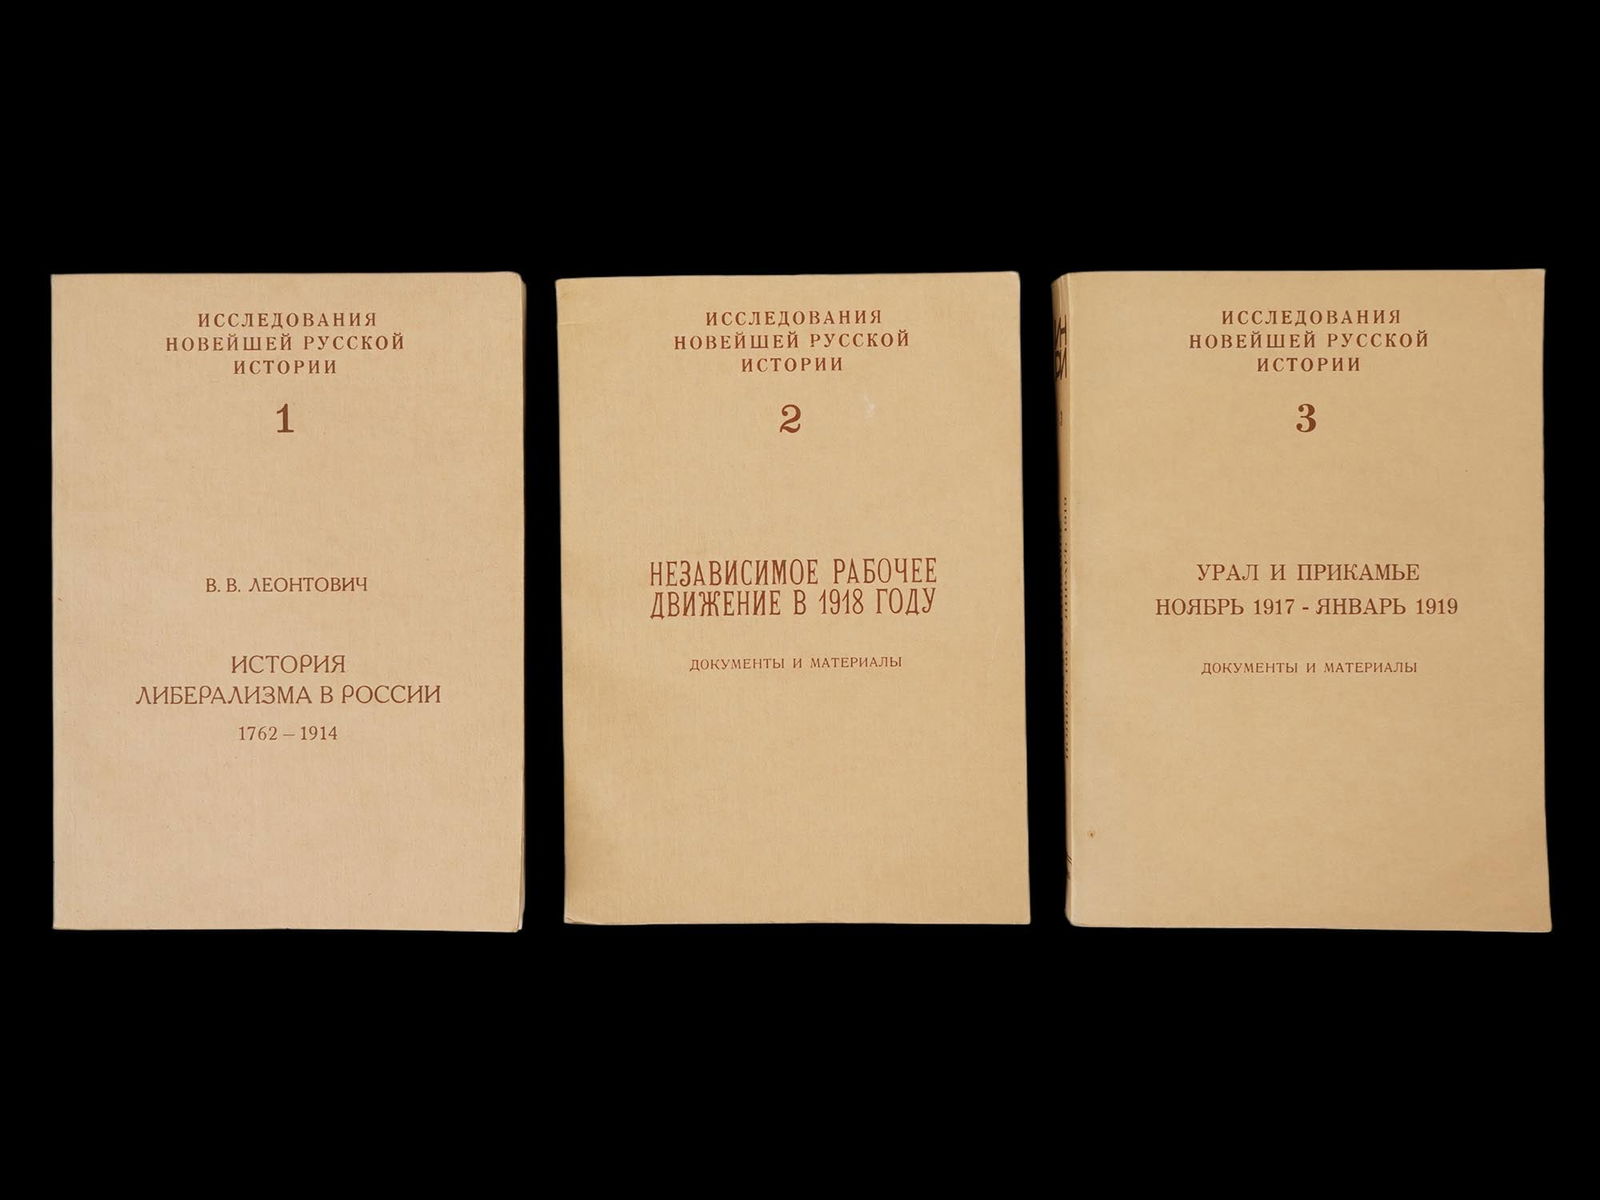 ИССЛЕДОВАНИЯ
НОВЕЙШЕЙ РУССКОЙ
ИСТОРИИ
1
В. В. ЛЕОНТОВИЧ
ИСТОРИЯ
ЛИБЕРАЛИЗМА В РОССИИ
1762 – 1914
ИССЛЕДОВАНИЯ
НОВЕЙШЕЙ РУССКОЙ
ИСТОРИИ
2
НЕЗАВИСИМОЕ РАБОЧЕЕ
ДВИЖЕНИЕ В 1918 ГОДУ
ДОКУМЕНТЫ И МАТЕРИАЛЫ
ИССЛЕДОВАНИЯ
НОВЕЙШЕЙ РУССКОЙ
ИСТОРИИ
3
УРАЛ И ПРИКАМЬЕ
НОЯБРЬ 1917 - ЯНВАРЬ 1919
ДОКУМЕНТЫ И МАТЕРИАЛЫ